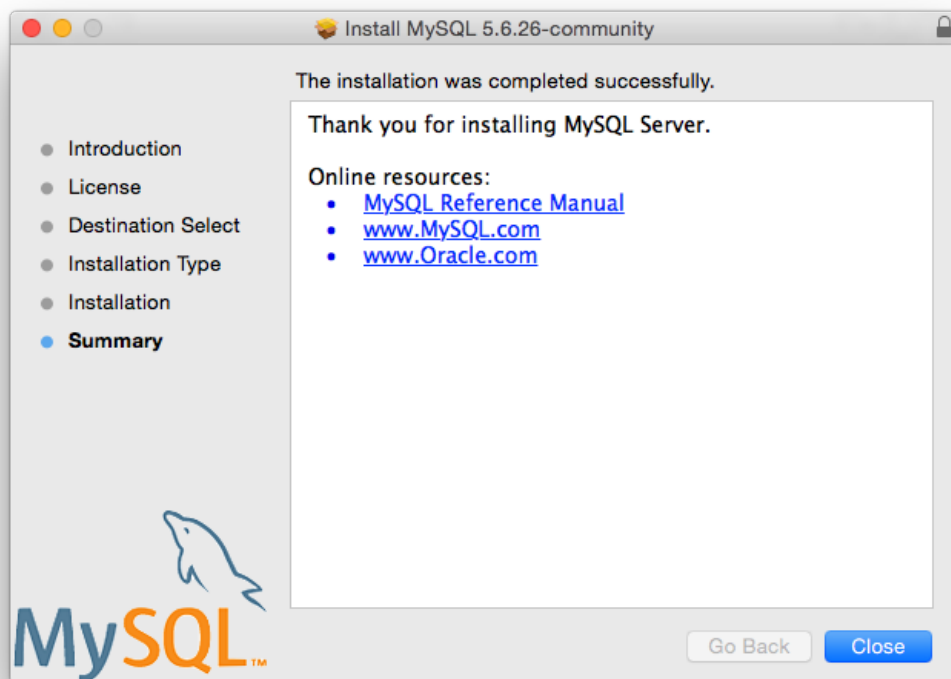 Install MySQL 5.6.26-community
The installation was completed successfully.
Introduction
License
Destination Select
Installation Type
Installation
Summary
Thank you for installing MySQL Server.
Online resources:
• MySQL Reference Manual
• www.MySQL.com
• www.Oracle.com
MySQL™
Go Back
Close